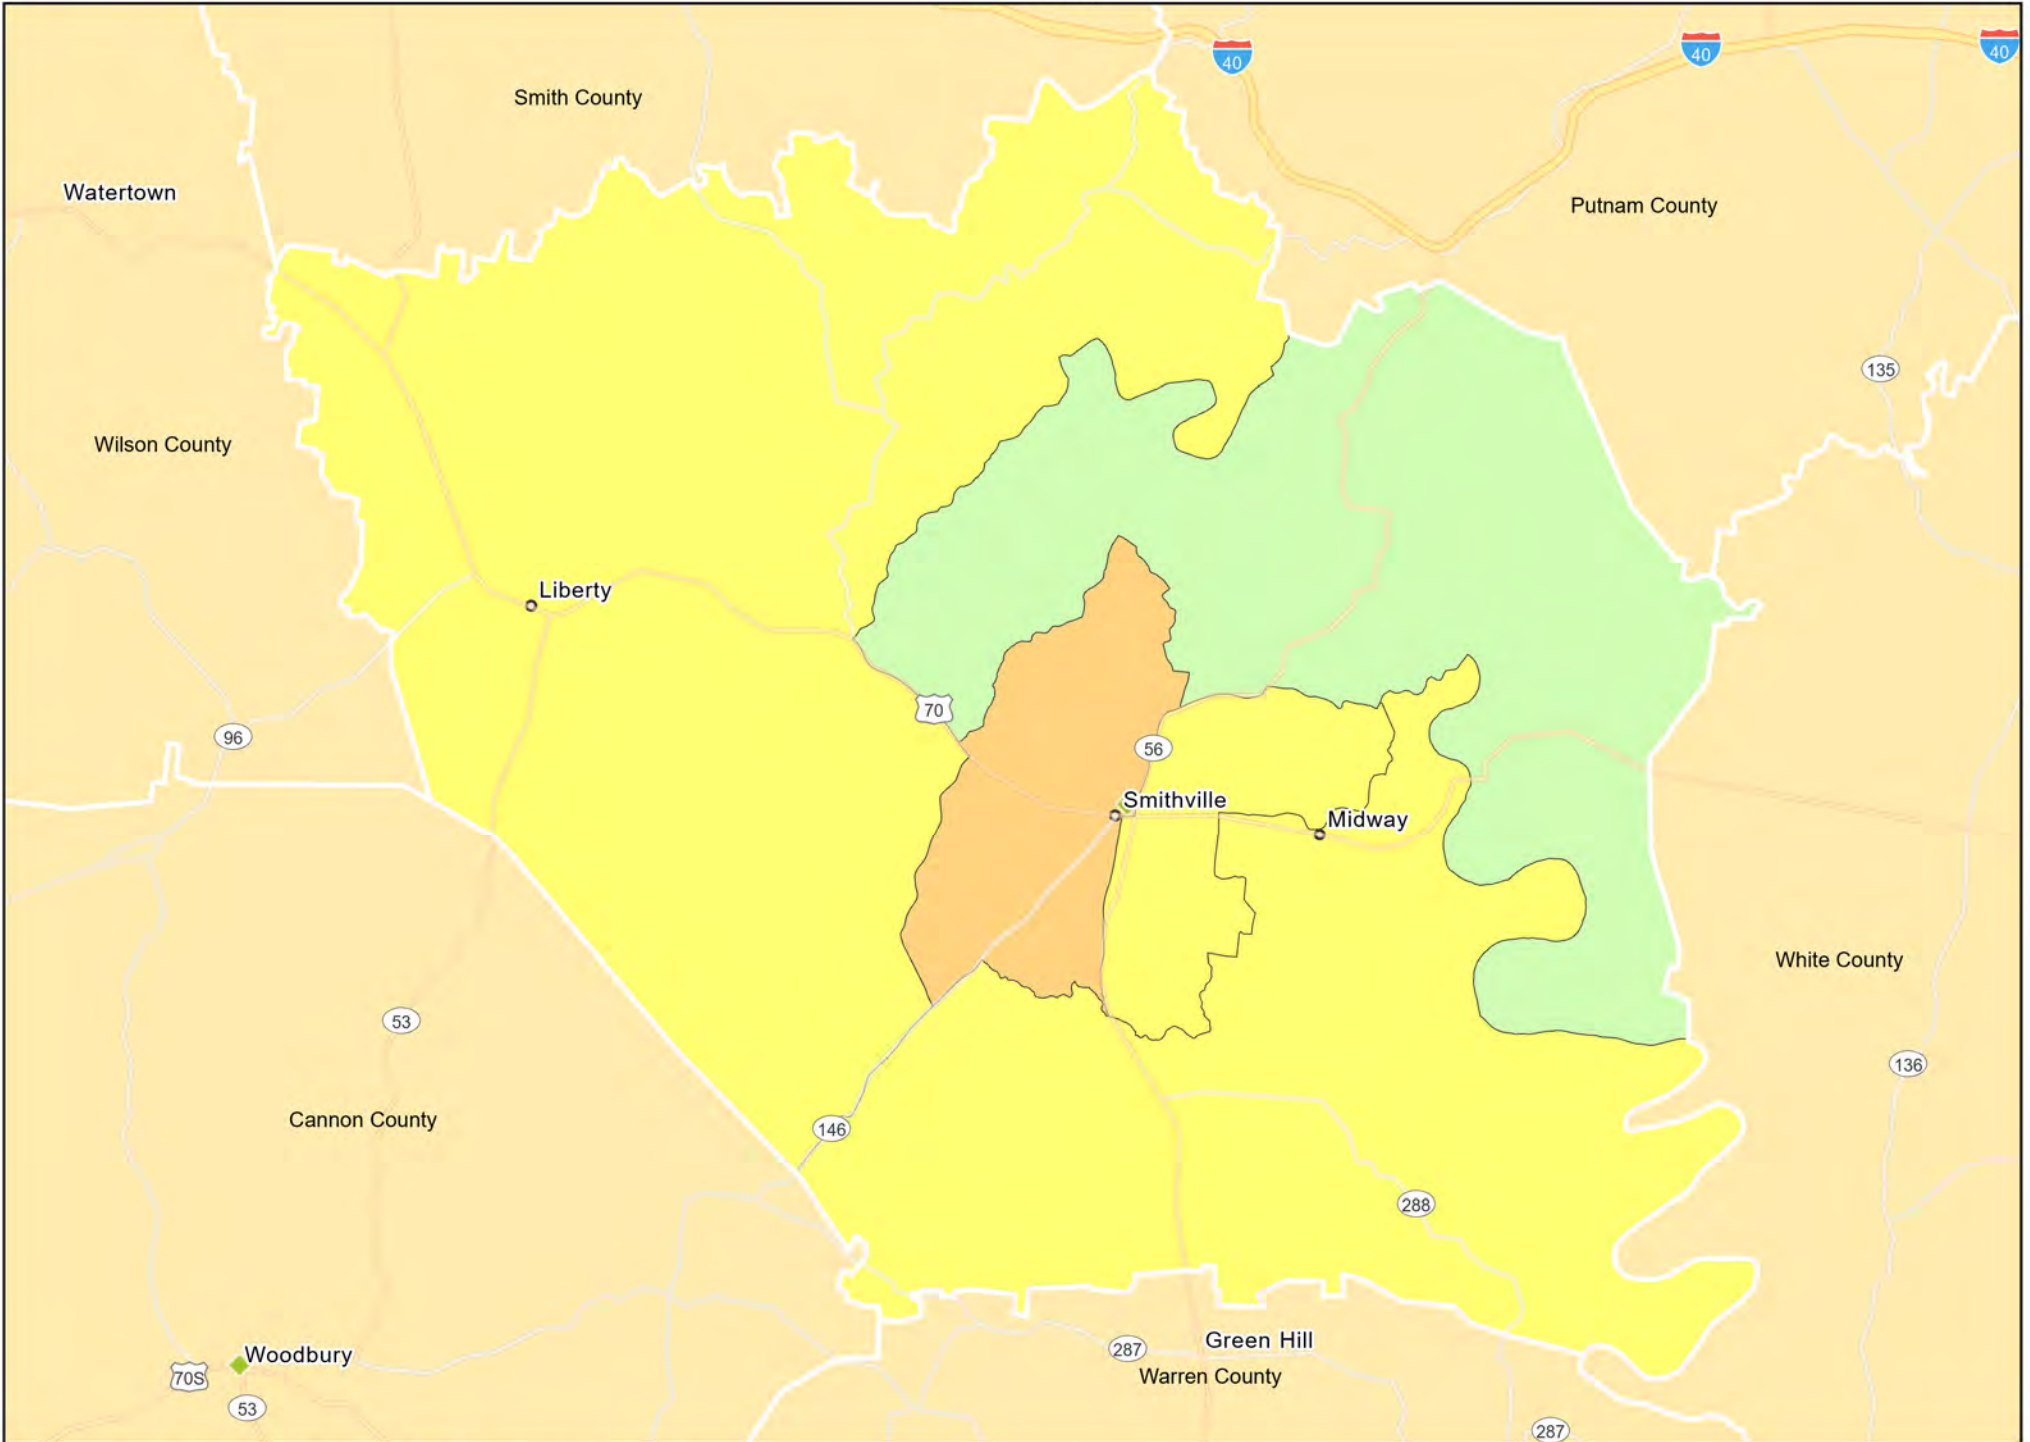 40
40
40
Smith County
Watertown
Putnam County
135
Wilson County
Liberty
70
96
56
Smithville
Midway
White County
53
136
Cannon County
146
288
Green Hill
287
Woodbury
Warren County
70S
53
287